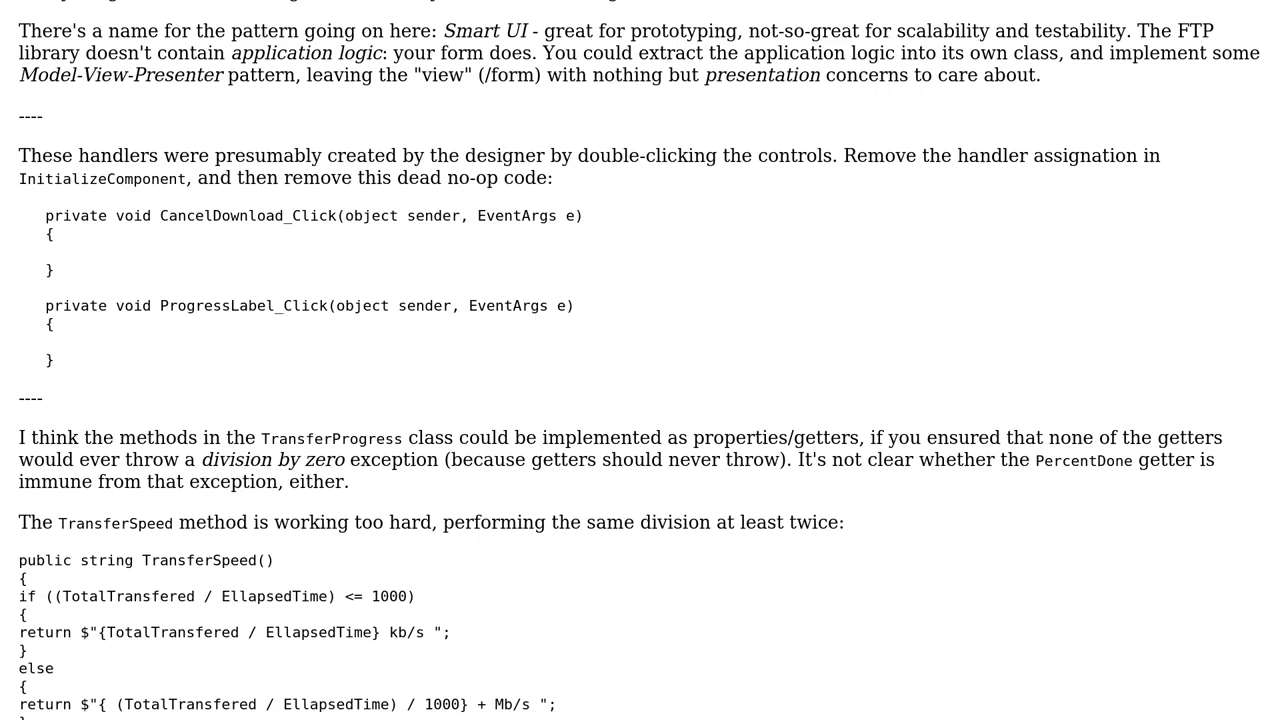 There's a name for the pattern going on here: Smart UI - great for prototyping, not-so-great for scalability and testability. The FTP
library doesn't contain application logic: your form does. You could extract the application logic into its own class, and implement some
Model-View-Presenter pattern, leaving the "view" (/form) with nothing but presentation concerns to care about.
----
These handlers were presumably created by the designer by double-clicking the controls. Remove the handler assignation in
InitializeComponent, and then remove this dead no-op code:
private void CancelDownload_Click(object sender, EventArgs e)
{
}
private void ProgressLabel_Click(object sender, EventArgs e)
{
}
----
I think the methods in the TransferProgress class could be implemented as properties/getters, if you ensured that none of the getters
would ever throw a division by zero exception (because getters should never throw). It's not clear whether the PercentDone getter is
immune from that exception, either.
The TransferSpeed method is working too hard, performing the same division at least twice:
public string TransferSpeed()
{
if ((TotalTransfered / EllapsedTime) <= 1000)
{
return $"{TotalTransfered / EllapsedTime} kb/s ";
}
else
{
return $"{ (TotalTransfered / EllapsedTime) / 1000} + Mb/s ";